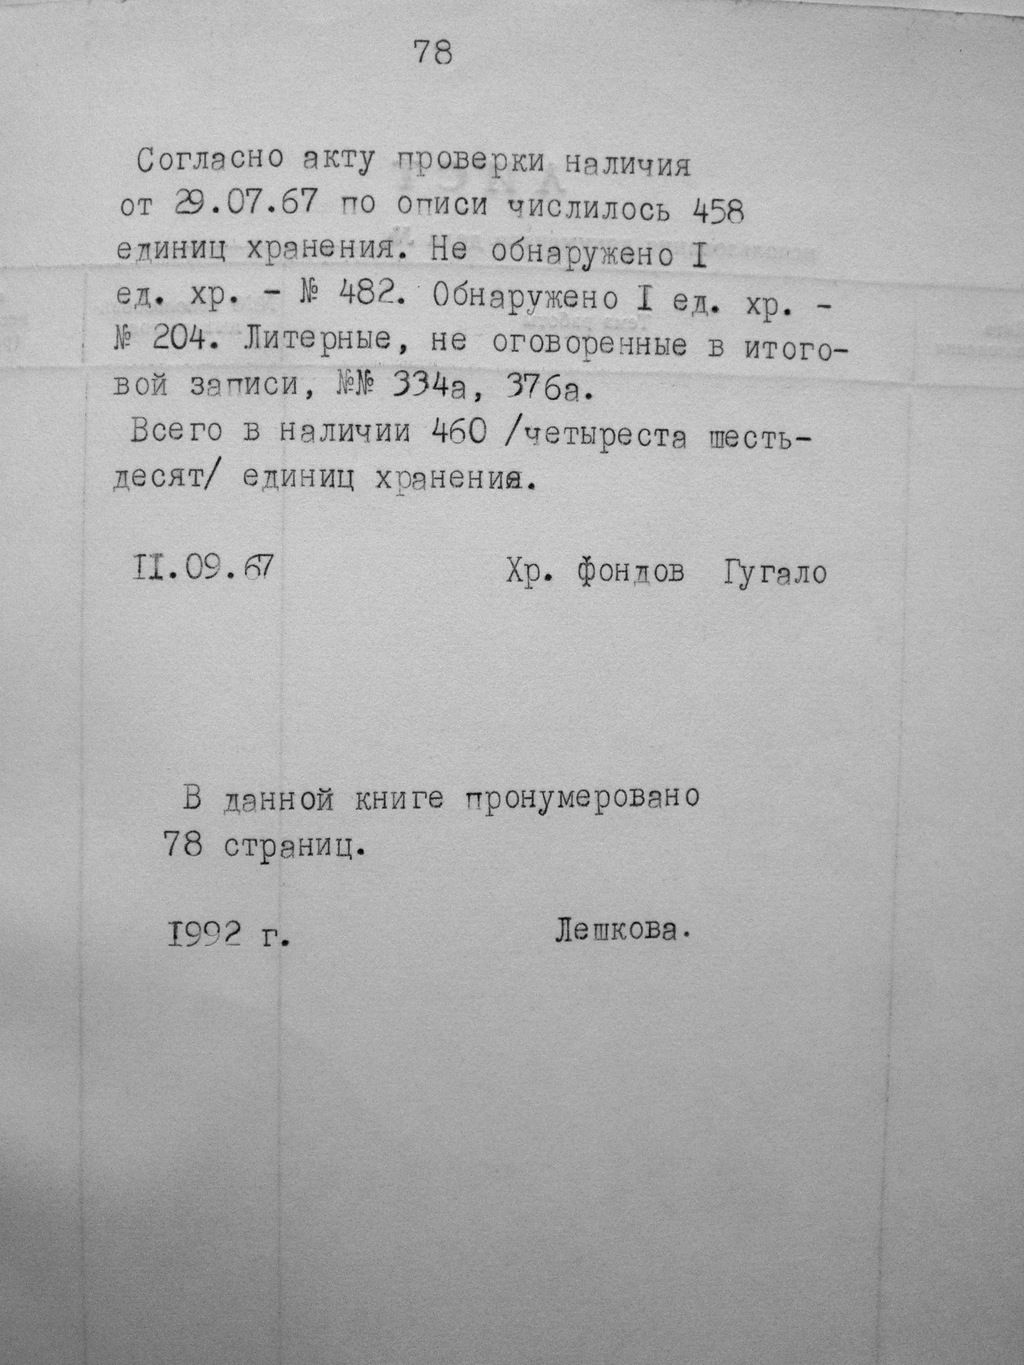 78
Согласно акту проверки наличия
от 29.07.67 по описи числилось 458
единиц хранения. Не обнаружено I
ед. хр. - № 482. Обнаружено I ед. хр. -
№ 204. Литерные, не оговоренные в итого-
вой записи, №№ 334а, 376а.
Всего в наличии 460 /четыреста шесть-
десят/ единиц хранения.
II.09.67 Хр. фондов Гугало
В данной книге пронумеровано
78 страниц.
I992 г. Лешкова.